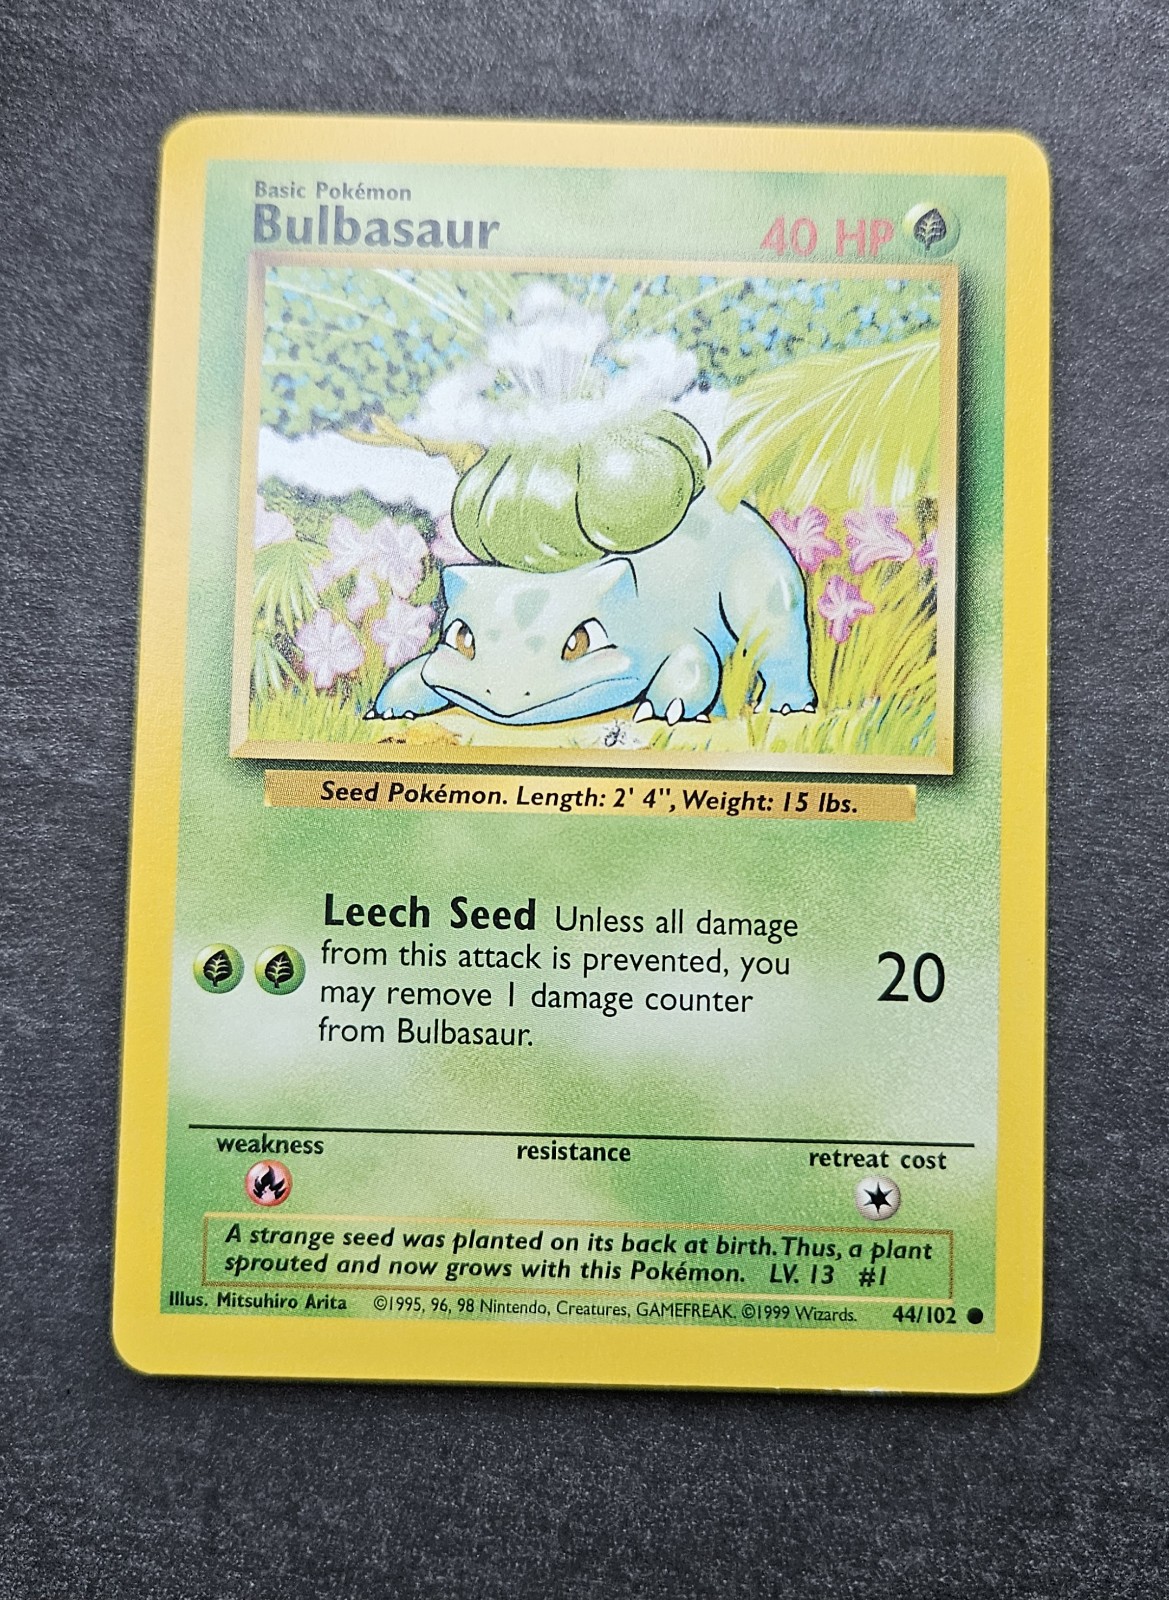 Basic Pokémon
Bulbasaur
40 HP
Seed Pokémon. Length: 2' 4", Weight: 15 lbs.
Leech Seed Unless all damage
from this attack is prevented, you
may remove 1 damage counter
from Bulbasaur.
20
weakness resistance retreat cost
A strange seed was planted on its back at birth. Thus, a plant
sprouted and now grows with this Pokémon. LV. 13 #1
Illus. Mitsuhiro Arita ©1995, 96, 98 Nintendo, Creatures, GAMEFREAK. ©1999 Wizards. 44/102